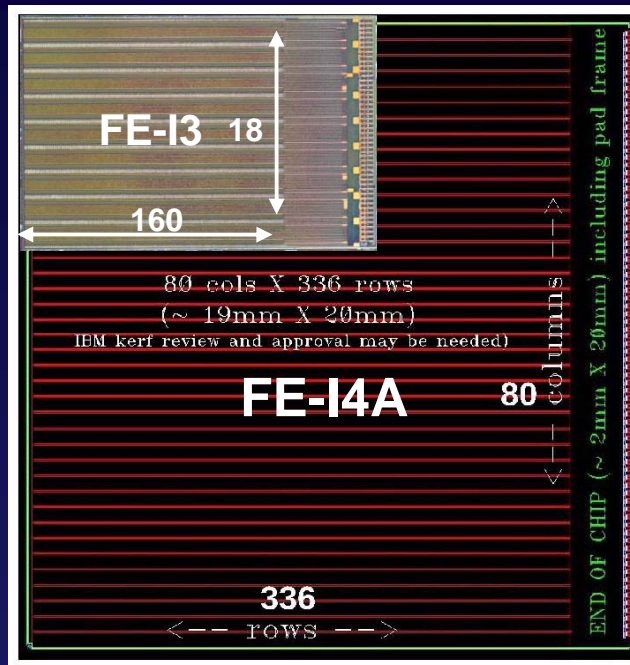 FE-I3
18
160
80 cols X 336 rows
(~ 19mm X 20mm)
IBM kerf review and approval may be needed)
FE-I4A
80
<-- columns -->
336
<-- rows -->
END OF CHIP (~ 2mm X 20mm) including pad frame